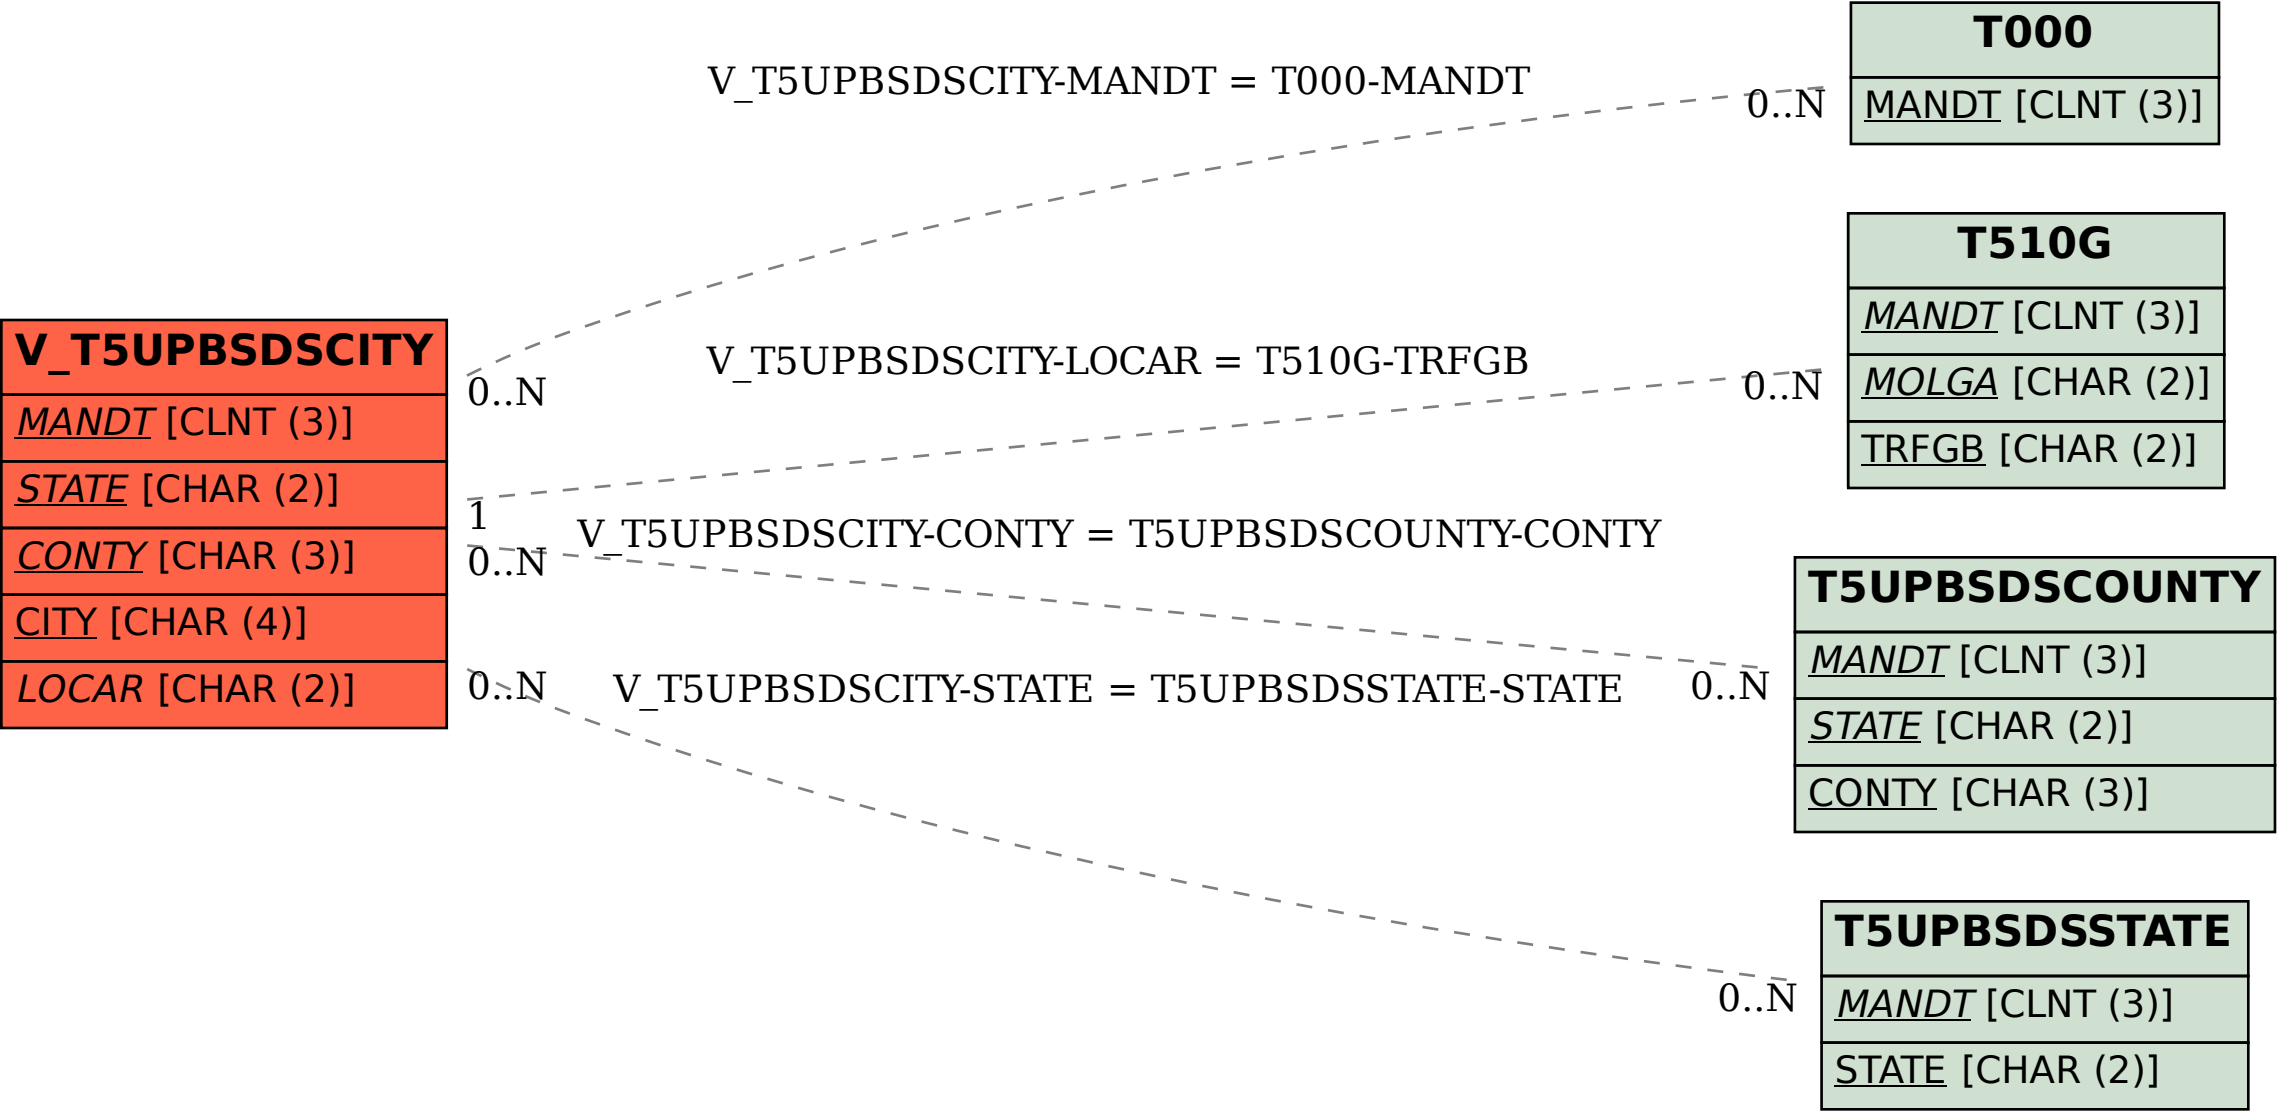 T000
MANDT [CLNT (3)]
V_T5UPBSDSCITY-MANDT = T000-MANDT
0..N
0..N
T510G
MANDT [CLNT (3)]
MOLGA [CHAR (2)]
TRFGB [CHAR (2)]
V_T5UPBSDSCITY-LOCAR = T510G-TRFGB
0..N
1
V_T5UPBSDSCITY
MANDT [CLNT (3)]
STATE [CHAR (2)]
CONTY [CHAR (3)]
CITY [CHAR (4)]
LOCAR [CHAR (2)]
V_T5UPBSDSCITY-CONTY = T5UPBSDSCOUNTY-CONTY
0..N
0..N
T5UPBSDSCOUNTY
MANDT [CLNT (3)]
STATE [CHAR (2)]
CONTY [CHAR (3)]
V_T5UPBSDSCITY-STATE = T5UPBSDSSTATE-STATE
0..N
0..N
T5UPBSDSSTATE
MANDT [CLNT (3)]
STATE [CHAR (2)]